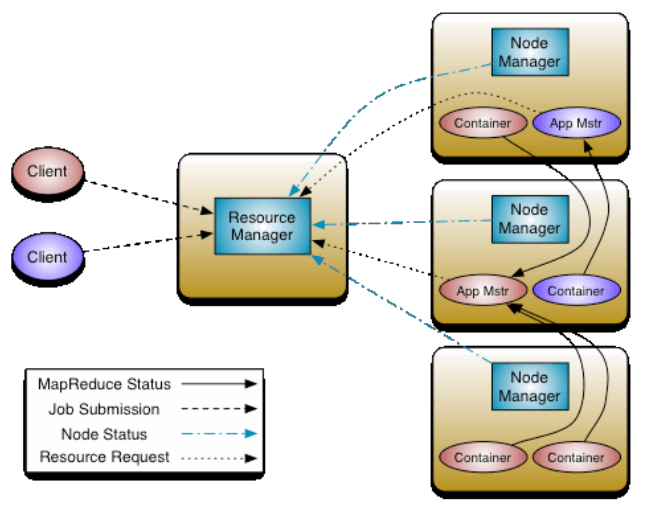 Client
Client
Resource
Manager
Node
Manager
Container
App Mstr
Node
Manager
App Mstr
Container
Node
Manager
Container
Container
MapReduce Status
Job Submission
Node Status
Resource Request